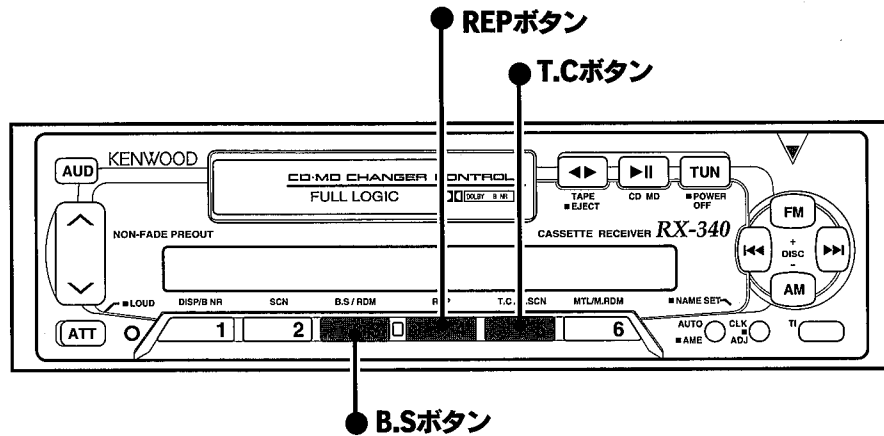 REPボタン
T.Cボタン
AUD
KENWOOD
CD·MD CHANGER CONTROL
FULL LOGIC
DOLBY B NR
TAPE
■EJECT
CD MD
TUN
■POWER OFF
FM
+
DISC
-
AM
NON-FADE PREOUT
CASSETTE RECEIVER RX-340
■LOUD
DISP/B NR
SCN
B.S / RDM
T.C
.SCN
MTL/M.RDM
■NAME SET
ATT
1
2
6
AUTO
■AME
CLK
■
ADJ
TI
B.Sボタン